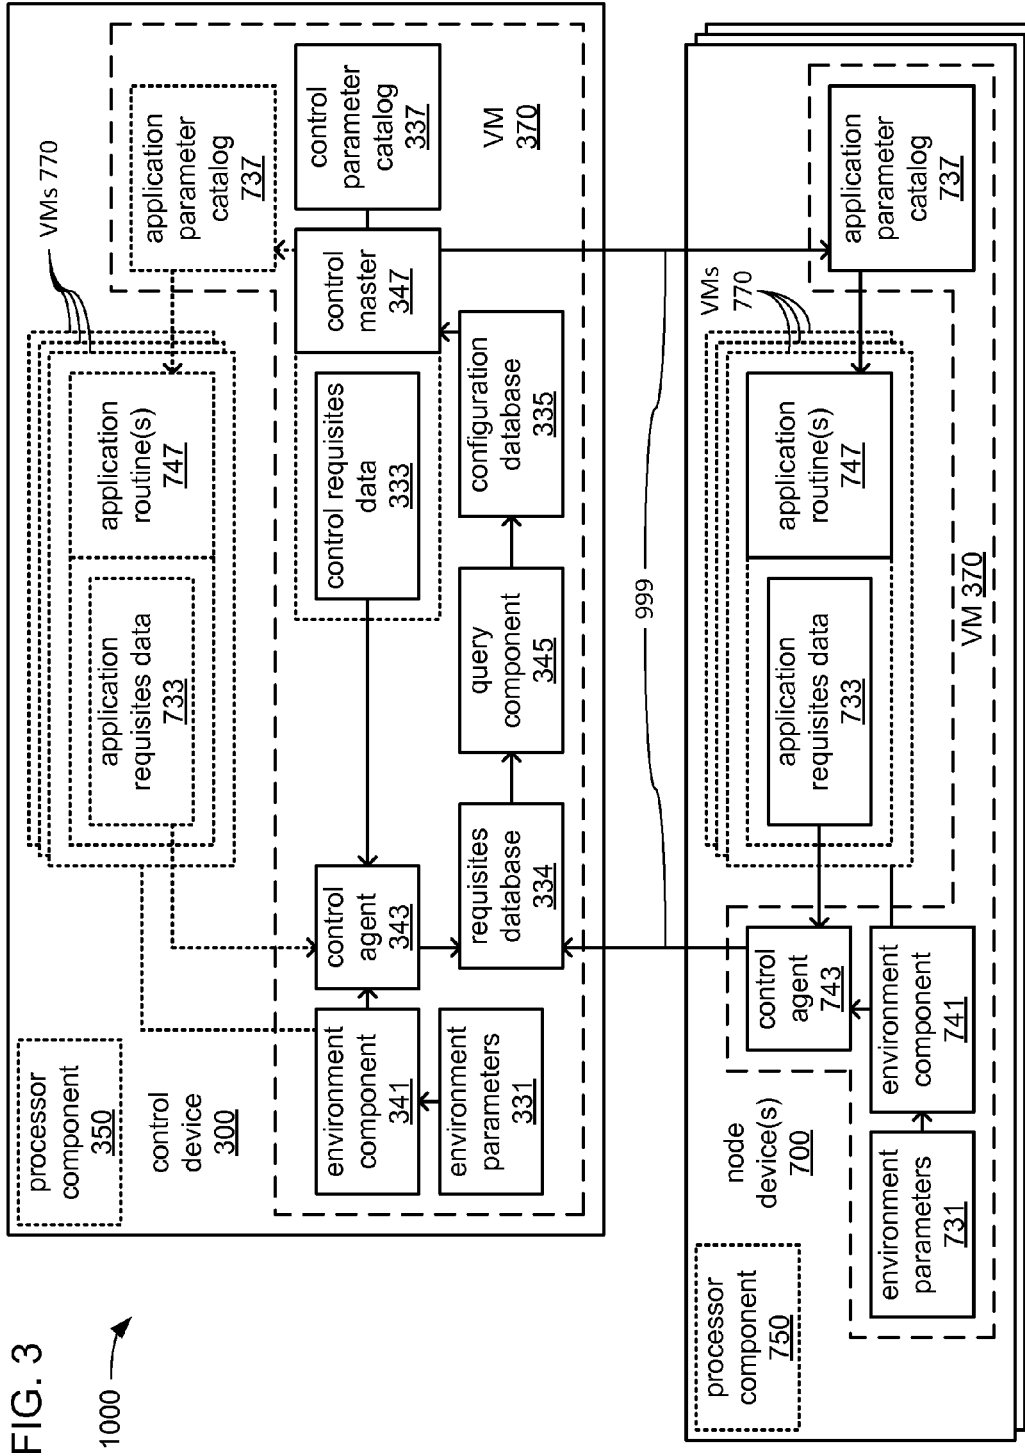 FIG. 3
1000
processor
component
350
control
device
300
VMs 770
application
requisites data
733
application
routine(s)
747
application
parameter
catalog
737
environment
component
341
control
agent
343
control requisites
data
333
control
master
347
control
parameter
catalog
337
environment
parameters
331
requisites
database
334
query
component
345
configuration
database
335
VM
370
999
processor
component
750
node
device(s)
700
VMs
770
control
agent
743
application
requisites data
733
application
routine(s)
747
application
parameter
catalog
737
environment
parameters
731
environment
component
741
VM 370